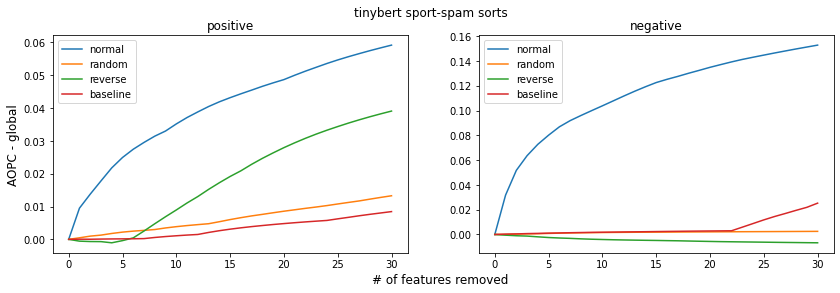 tinybert sport-spam sorts
positive
negative
AOPC - global
0.06
0.05
0.04
0.03
0.02
0.01
0.00
normal
random
reverse
baseline
0 5 10 15 20 25 30
0.16
0.14
0.12
0.10
0.08
0.06
0.04
0.02
0.00
normal
random
reverse
baseline
0 5 10 15 20 25 30
# of features removed